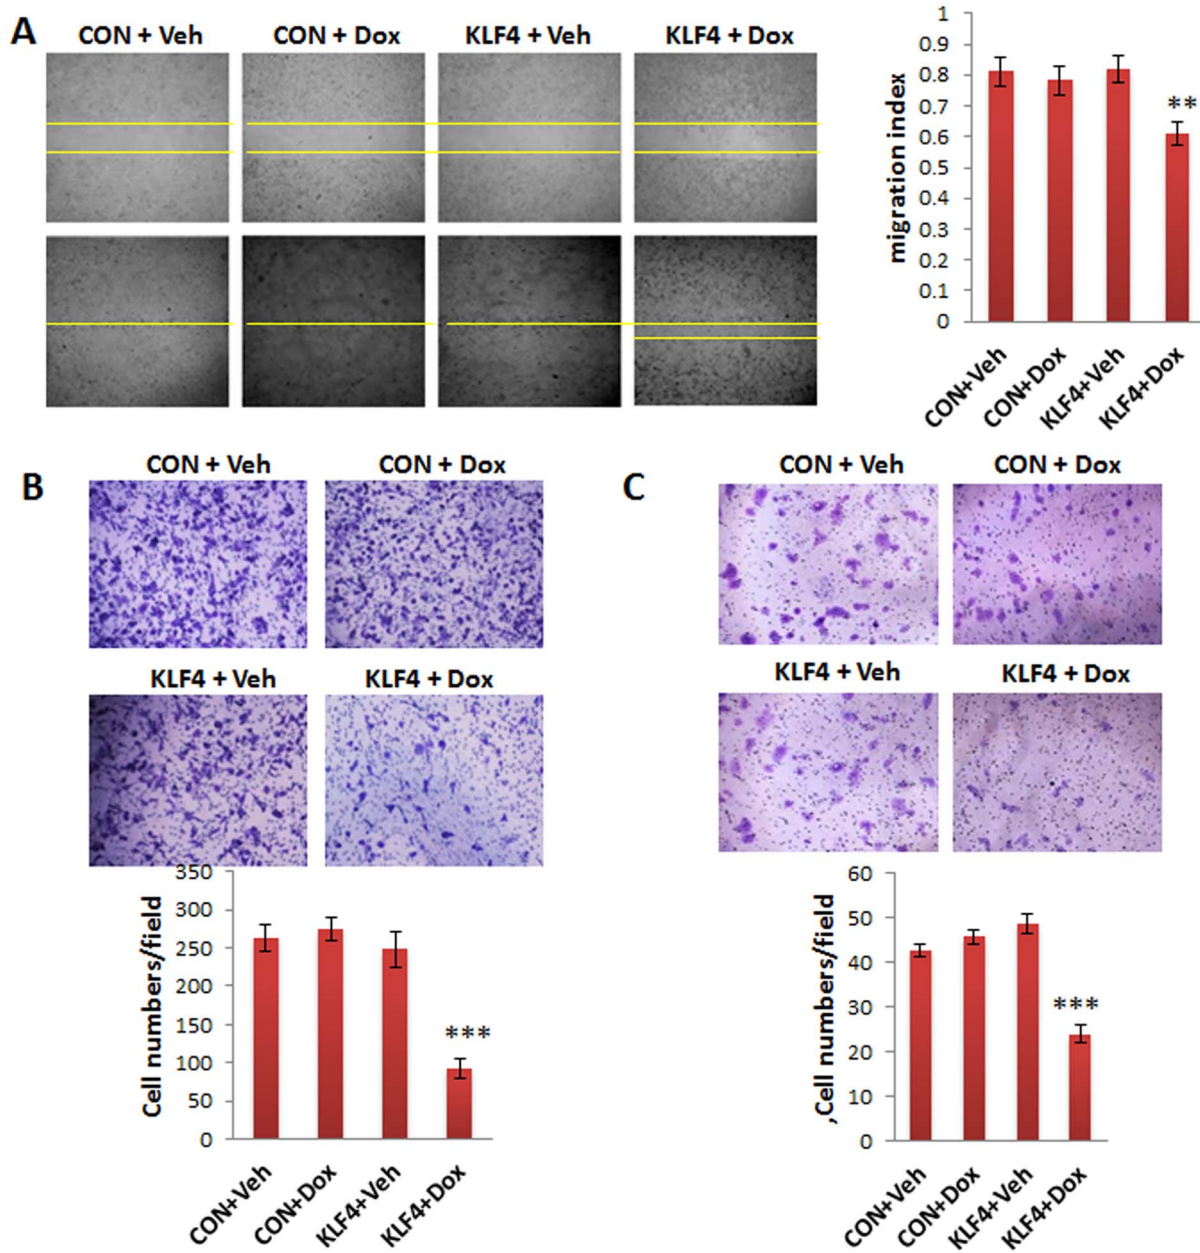 A
CON + Veh
CON + Dox
KLF4 + Veh
KLF4 + Dox
migration index
1
0.9
0.8
0.7
0.6
0.5
0.4
0.3
0.2
0.1
0
**
CON+Veh
CON+Dox
KLF4+Veh
KLF4+Dox
B
CON + Veh
CON + Dox
KLF4 + Veh
KLF4 + Dox
Cell numbers/field
350
300
250
200
150
100
50
0
***
CON+Veh
CON+Dox
KLF4+Veh
KLF4+Dox
C
CON + Veh
CON + Dox
KLF4 + Veh
KLF4 + Dox
,Cell numbers/field
60
50
40
30
20
10
0
***
CON+Veh
CON+Dox
KLF4+Veh
KLF4+Dox